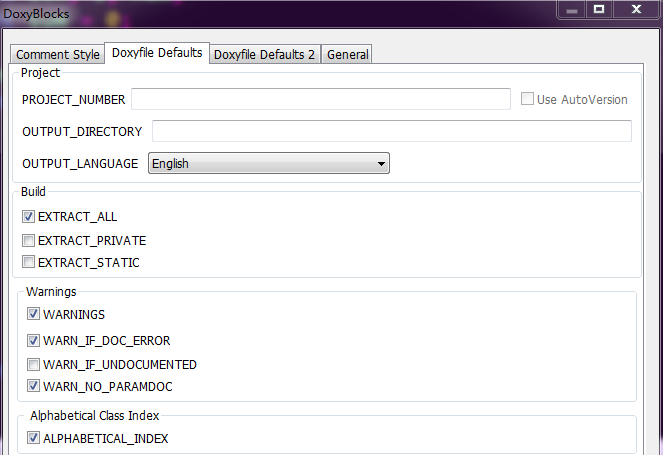 DoxyBlocks
Comment Style Doxyfile Defaults Doxyfile Defaults 2 General
Project
PROJECT_NUMBER Use AutoVersion
OUTPUT_DIRECTORY
OUTPUT_LANGUAGE English
Build
EXTRACT_ALL
EXTRACT_PRIVATE
EXTRACT_STATIC
Warnings
WARNINGS
WARN_IF_DOC_ERROR
WARN_IF_UNDOCUMENTED
WARN_NO_PARAMDOC
Alphabetical Class Index
ALPHABETICAL_INDEX